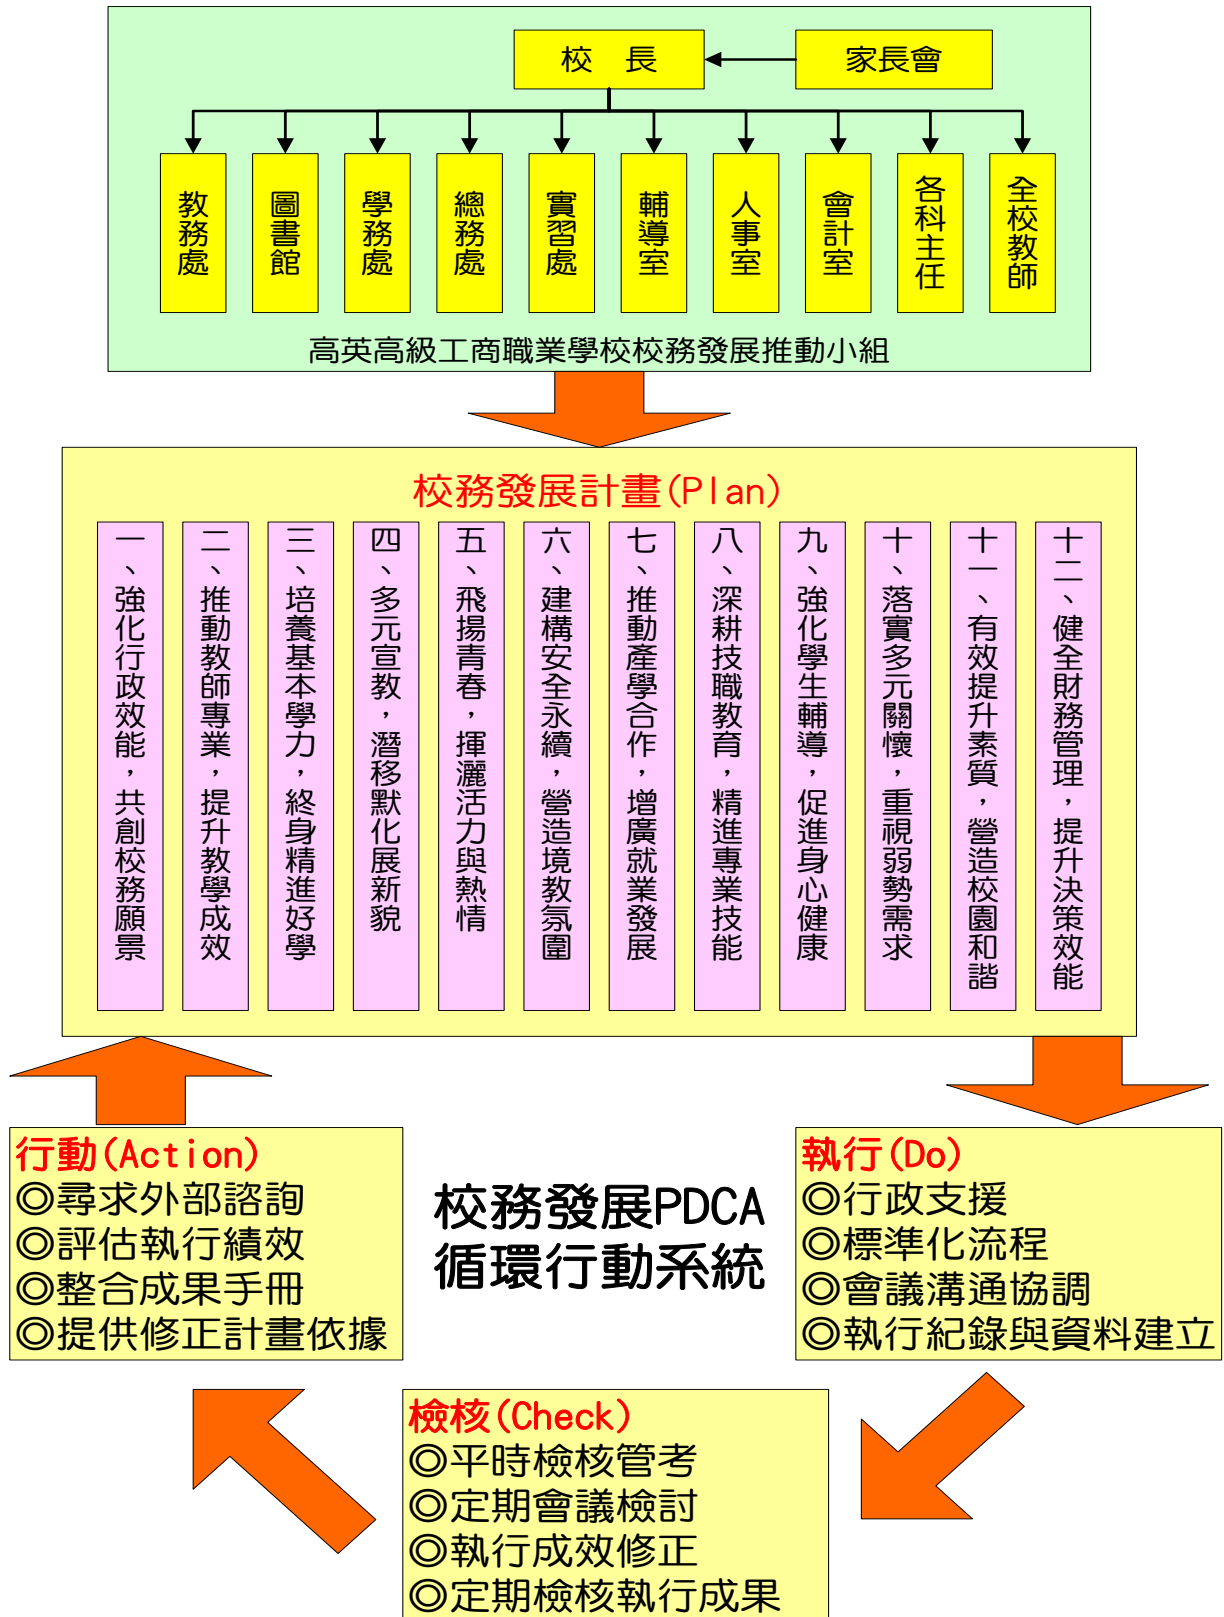 校　長
家長會
教務處
圖書館
學務處
總務處
實習處
輔導室
人事室
會計室
各科主任
全校教師
高英高級工商職業學校校務發展推動小組
校務發展計畫(Plan)
一、強化行政效能，共創校務願景
二、推動教師專業，提升教學成效
三、培養基本學力，終身精進好學
四、多元宣教，潛移默化展新貌
五、飛揚青春，揮灑活力與熱情
六、建構安全永續，營造境教氛圍
七、推動產學合作，增廣就業發展
八、深耕技職教育，精進專業技能
九、強化學生輔導，促進身心健康
十、落實多元關懷，重視弱勢需求
十一、有效提升素質，營造校園和諧
十二、健全財務管理，提升決策效能
行動(Action)
◎尋求外部諮詢
◎評估執行績效
◎整合成果手冊
◎提供修正計畫依據
校務發展PDCA
循環行動系統
執行(Do)
◎行政支援
◎標準化流程
◎會議溝通協調
◎執行紀錄與資料建立
檢核(Check)
◎平時檢核管考
◎定期會議檢討
◎執行成效修正
◎定期檢核執行成果